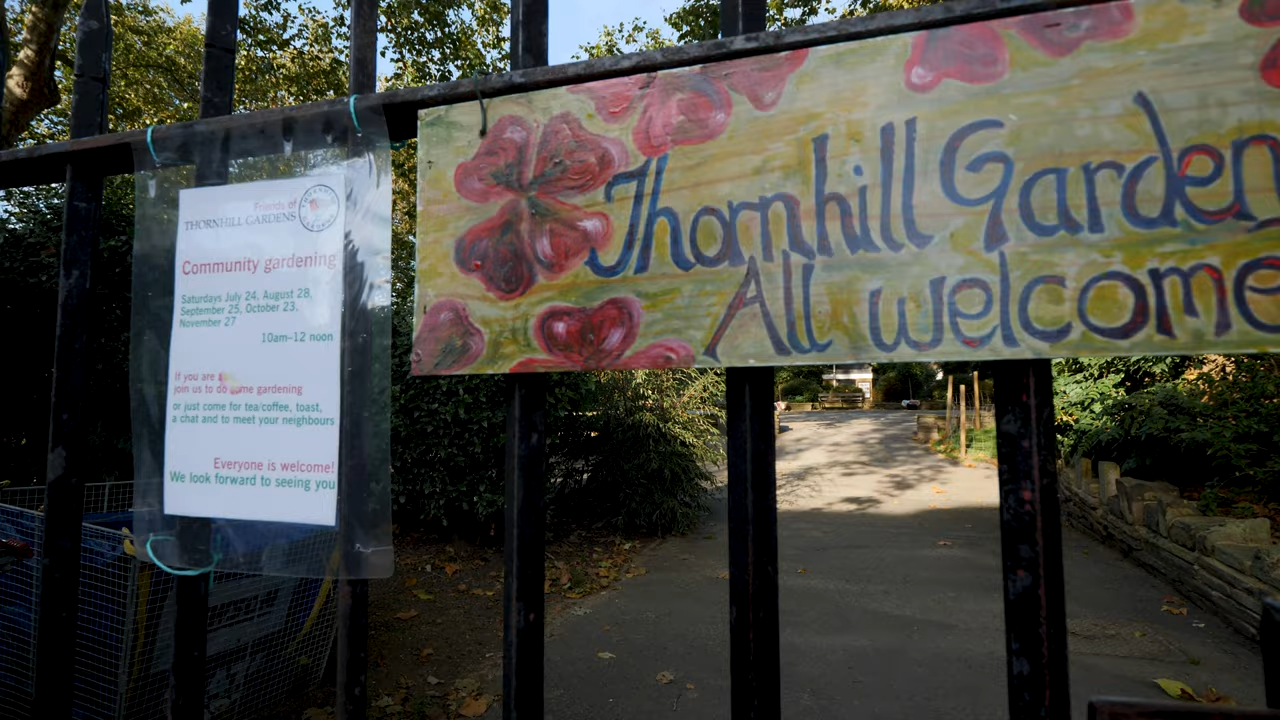 Friends of
THORNHILL GARDENS
Community gardening
Saturdays July 24, August 28,
September 25, October 23,
November 27
10am–12 noon
If you are
join us to do some gardening
or just come for tea/coffee, toast,
a chat and to meet your neighbours
Everyone is welcome!
We look forward to seeing you
Thornhill Garden
All welcome